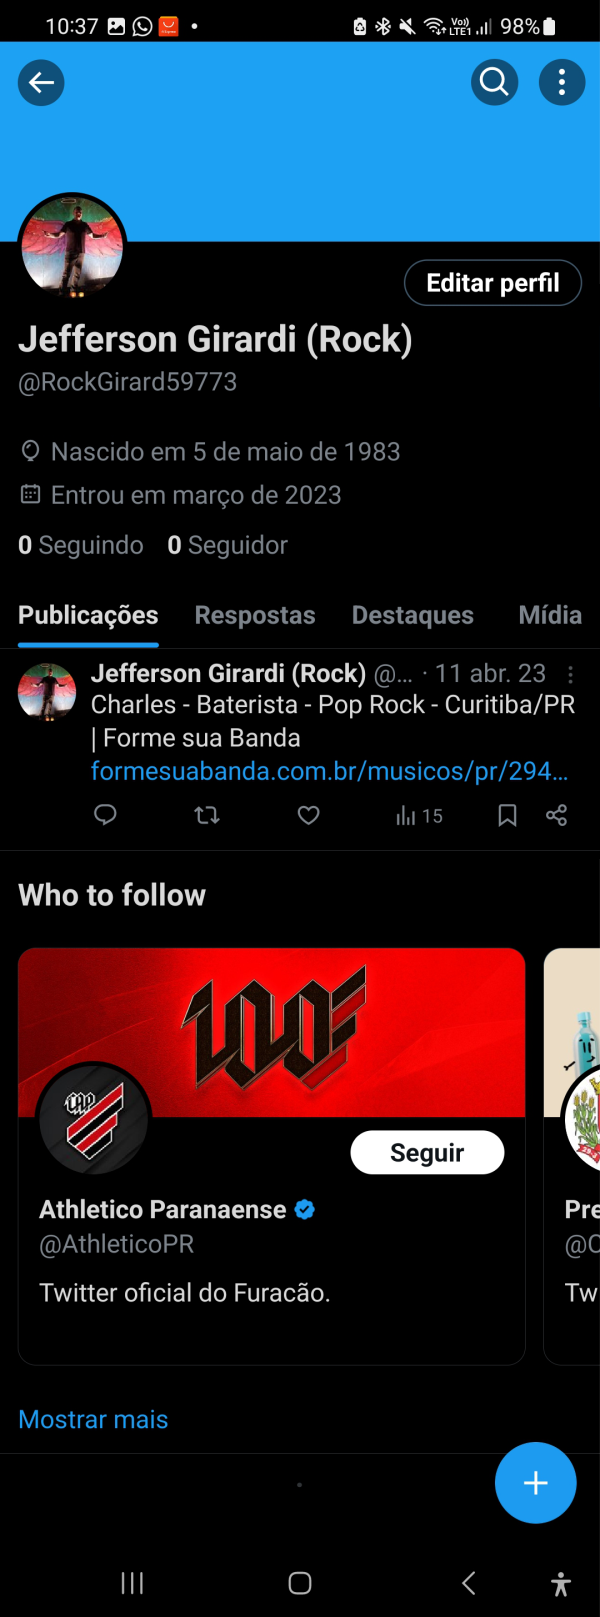 10:37 Vo)) LTE1 98%
Editar perfil
Jefferson Girardi (Rock)
@RockGirard59773
Nascido em 5 de maio de 1983
Entrou em março de 2023
0 Seguindo 0 Seguidor
Publicações Respostas Destaques Mídia
Jefferson Girardi (Rock) @... · 11 abr. 23
Charles - Baterista - Pop Rock - Curitiba/PR
| Forme sua Banda
formesuabanda.com.br/musicos/pr/294...
15
Who to follow
CAP
Seguir
Athletico Paranaense
@AthleticoPR
Twitter oficial do Furacão.
Pre
@C
Tw
Mostrar mais